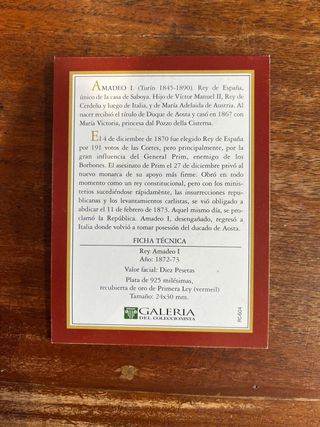 AMADEO I. (Turín 1845-1890). Rey de España,
único de la casa de Saboya. Hijo de Víctor Manuel II, Rey de
Cerdeña y luego de Italia, y de María Adelaida de Austria. Al
nacer recibió el título de Duque de Aosta y casó en 1867 con
María Victoria, princesa dal Pozzo della Cisterna.
El 4 de diciembre de 1870 fue elegido Rey de España
por 191 votos de las Cortes, pero principalmente, por la
gran influencia del General Prim, enemigo de los
Borbones. El asesinato de Prim el 27 de diciembre privó al
nuevo monarca de su apoyo más firme. Obró en todo
momento como un rey constitucional, pero con los minis-
terios sucediéndose rápidamente, las insurrecciones repu-
blicanas y los levantamientos carlistas, se vió obligado a
abdicar el 11 de febrero de 1873. Aquel mismo día, se pro-
clamó la República. Amadeo I, desengañado, regresó a
Italia donde volvió a tomar posesión del ducado de Aosta.
FICHA TÉCNICA
Rey Amadeo I
Año: 1872-73
Valor facial: Diez Pesetas
Plata de 925 milésimas,
recubierta de oro de Primera Ley (vermeil)
Tamaño: 24x30 mm.
GALERIA
DEL COLECCIONISTA